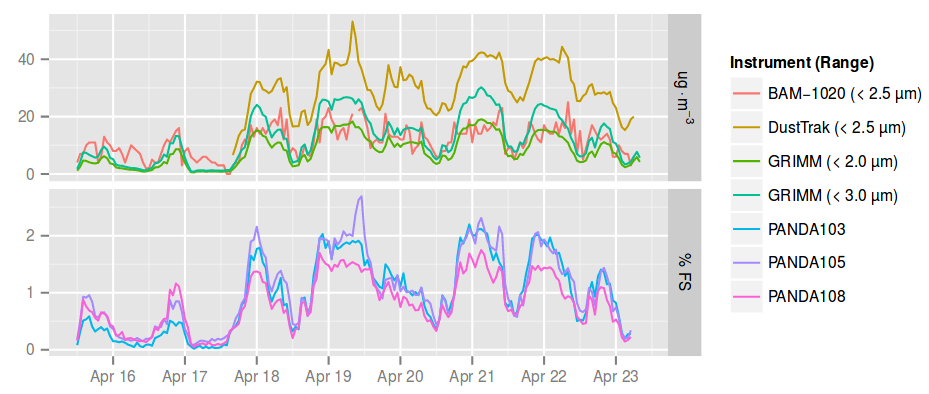 40
20
0
ug·m⁻³
2
1
0
% FS
Apr 16 Apr 17 Apr 18 Apr 19 Apr 20 Apr 21 Apr 22 Apr 23
Instrument (Range)
BAM−1020 (< 2.5 µm)
DustTrak (< 2.5 µm)
GRIMM (< 2.0 µm)
GRIMM (< 3.0 µm)
PANDA103
PANDA105
PANDA108